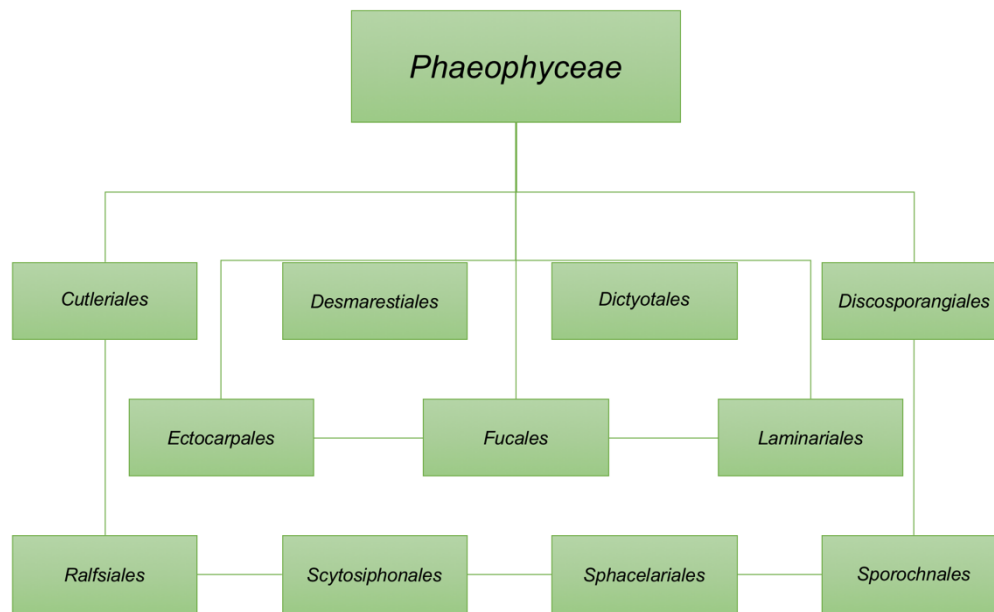 Phaeophyceae
Cutleriales
Desmarestiales
Dictyotales
Discosporangiales
Ectocarpales
Fucales
Laminariales
Ralfsiales
Scytosiphonales
Sphacelariales
Sporochnales